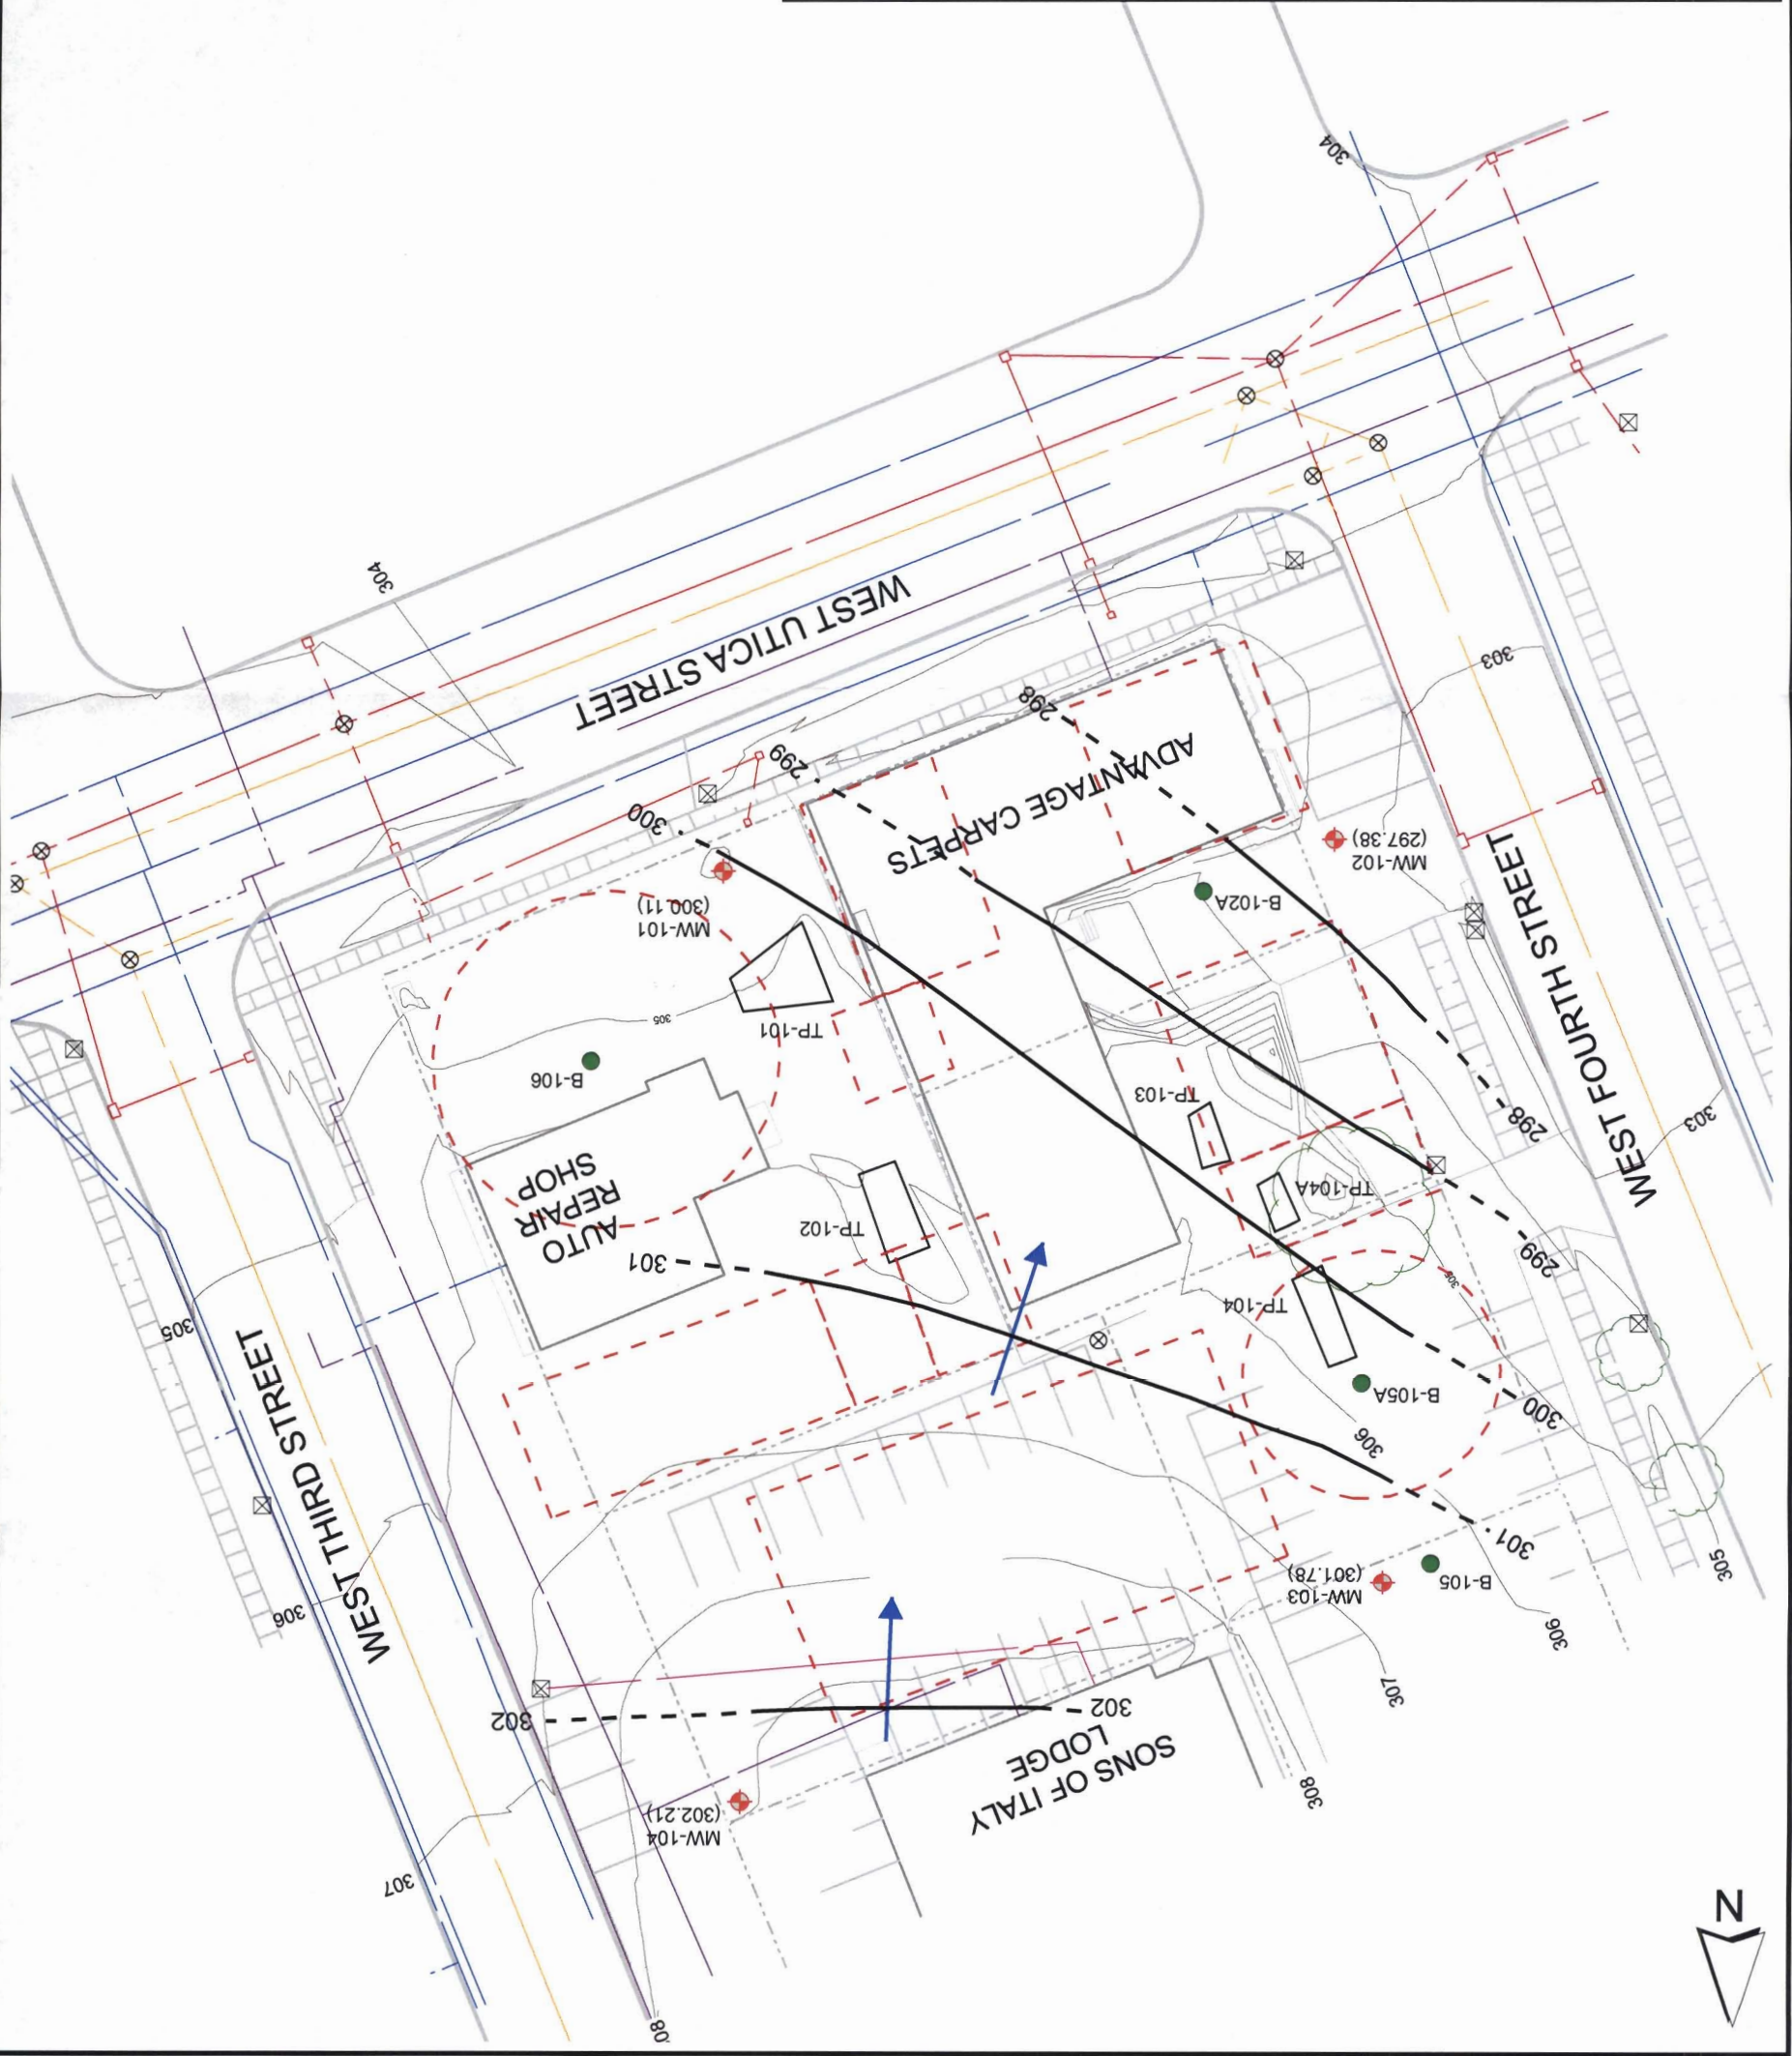 304
304
WEST UTICA STREET
303
298
299
300
ADVANTAGE CARPETS
MW-102
(297.38)
B-102A
MW-101
(300.11)
TP-101
305
B-106
TP-103
298
303
WEST FOURTH STREET
TP-104A
AUTO
REPAIR
SHOP
TP-102
301
299
305
TP-104
305
WEST THIRD STREET
B-105A
300
306
301
MW-103
(301.78)
B-105
305
306
306
307
302
302
SONS OF ITALY
LODGE
308
MW-104
(302.21)
307
N
08